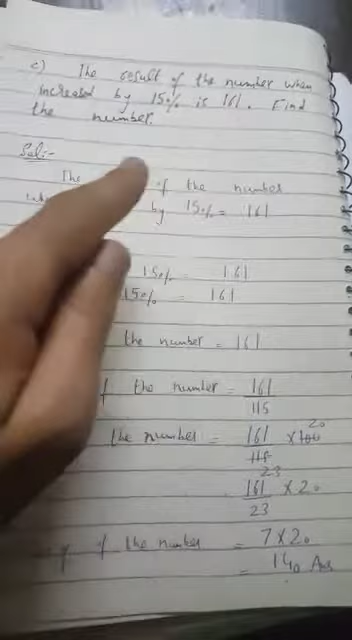 c) The result of the number when
increased by 15% is 161. Find
the number.
Sol:-
The of the number
by 15% = 161
15% = 161
15% = 161
the number = 161
the number = 161
115
20
the number = 161 × 100
115
23
161 × 20
23
of the number = 7 × 20
= 140 Ans